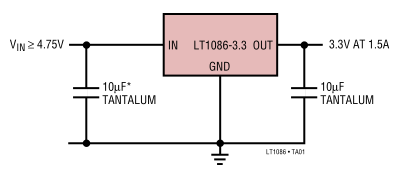 V_IN ≥ 4.75V
IN LT1086-3.3 OUT
GND
3.3V AT 1.5A
10µF*
TANTALUM
10µF
TANTALUM
LT1086 • TA01